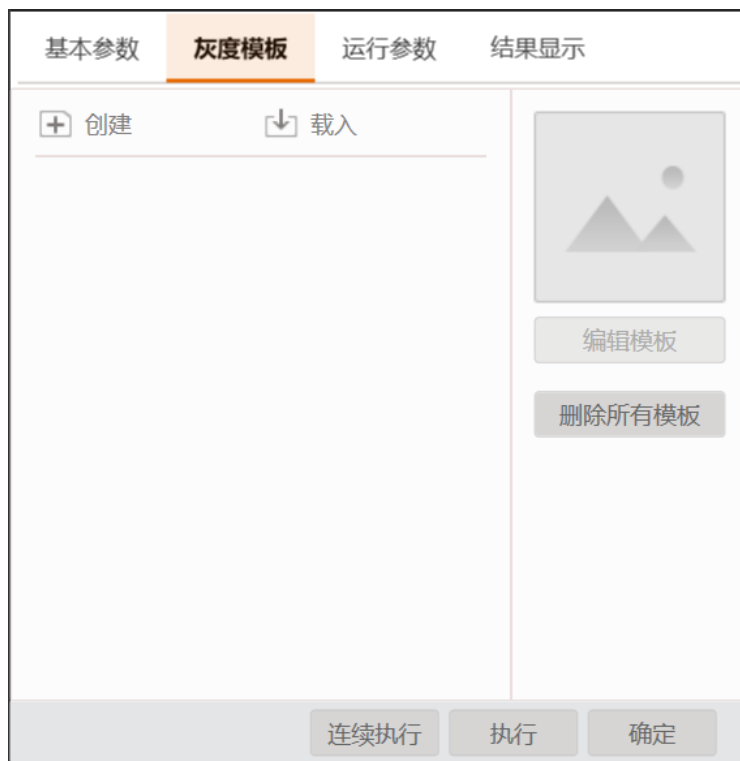 基本参数 灰度模板 运行参数 结果显示
创建 载入
编辑模板
删除所有模板
连续执行 执行 确定